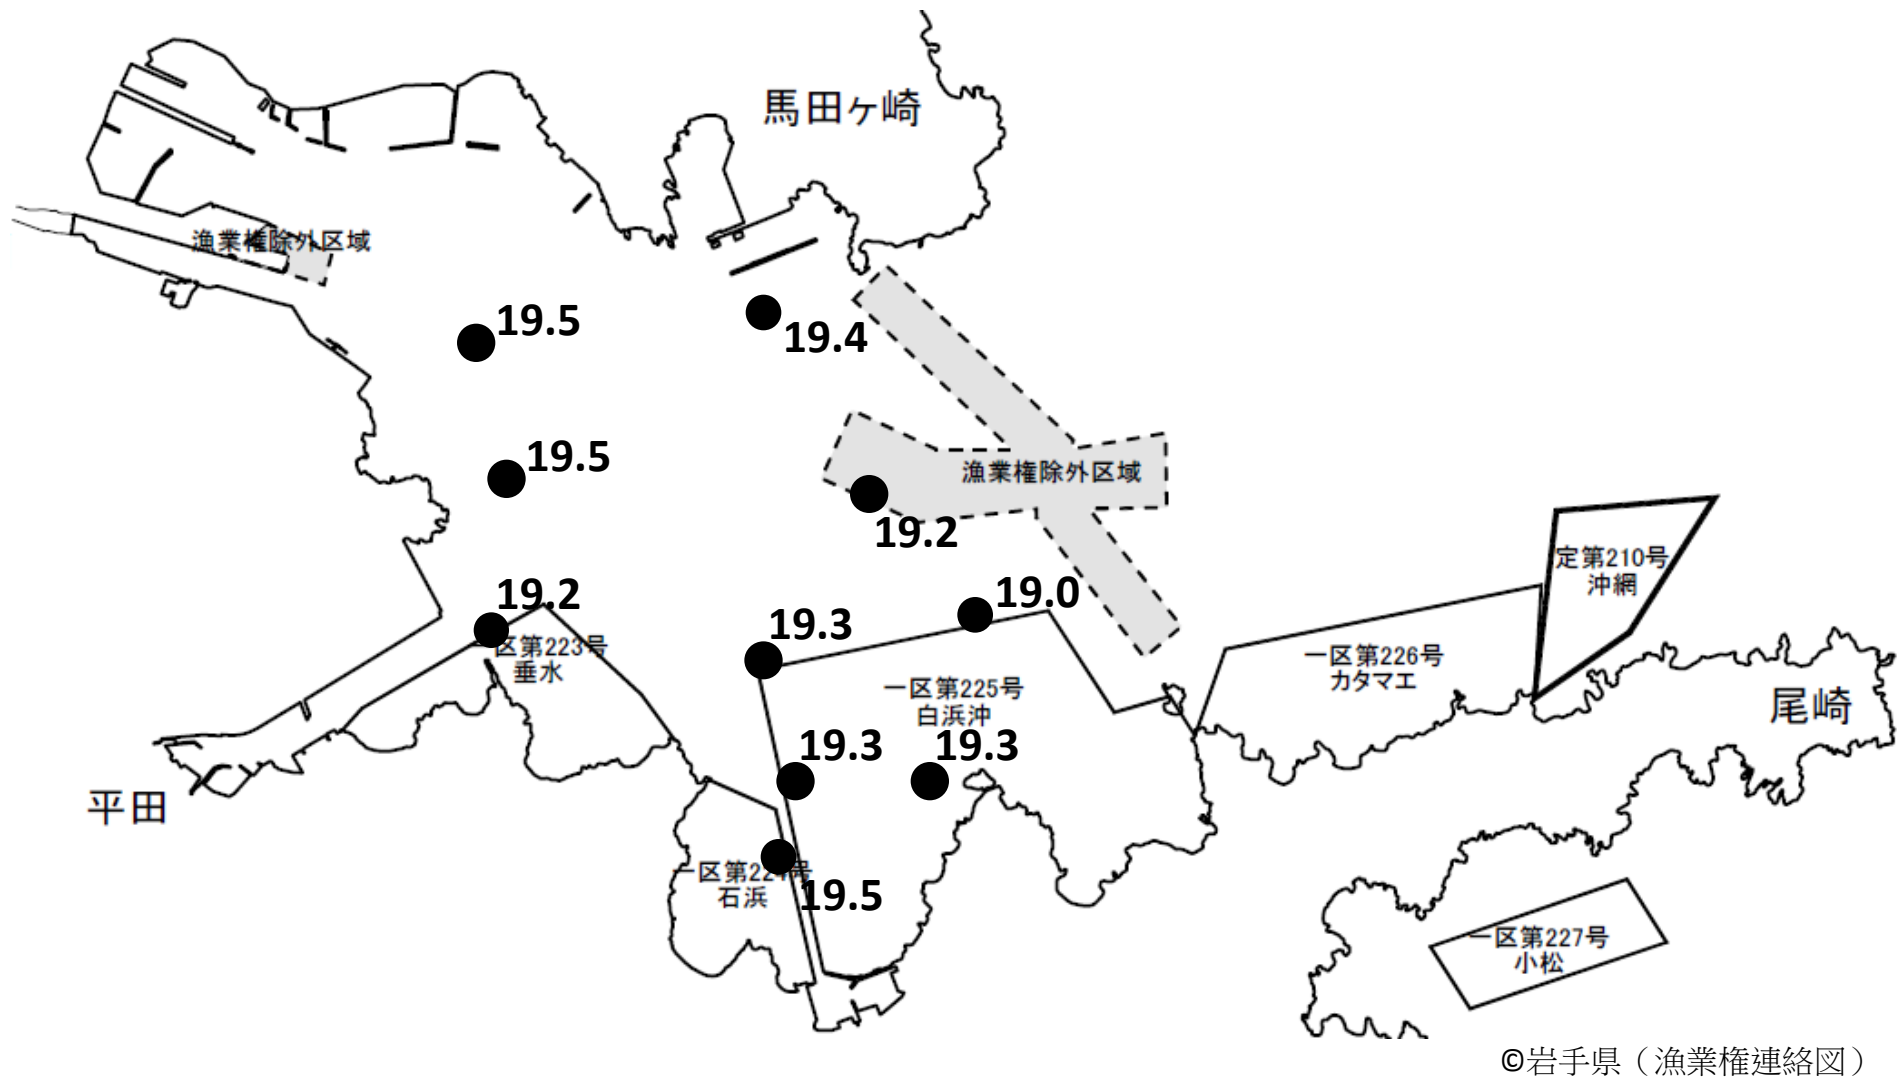 馬田ヶ崎
漁業権除外区域
19.5
19.4
19.5
漁業権除外区域
19.2
定第210号
沖網
19.2
19.0
19.3
区第223号
垂水
一区第226号
カタマエ
一区第225号
白浜沖
尾崎
19.3
19.3
平田
一区第224号
石浜
19.5
一区第227号
小松
©岩手県（漁業権連絡図）